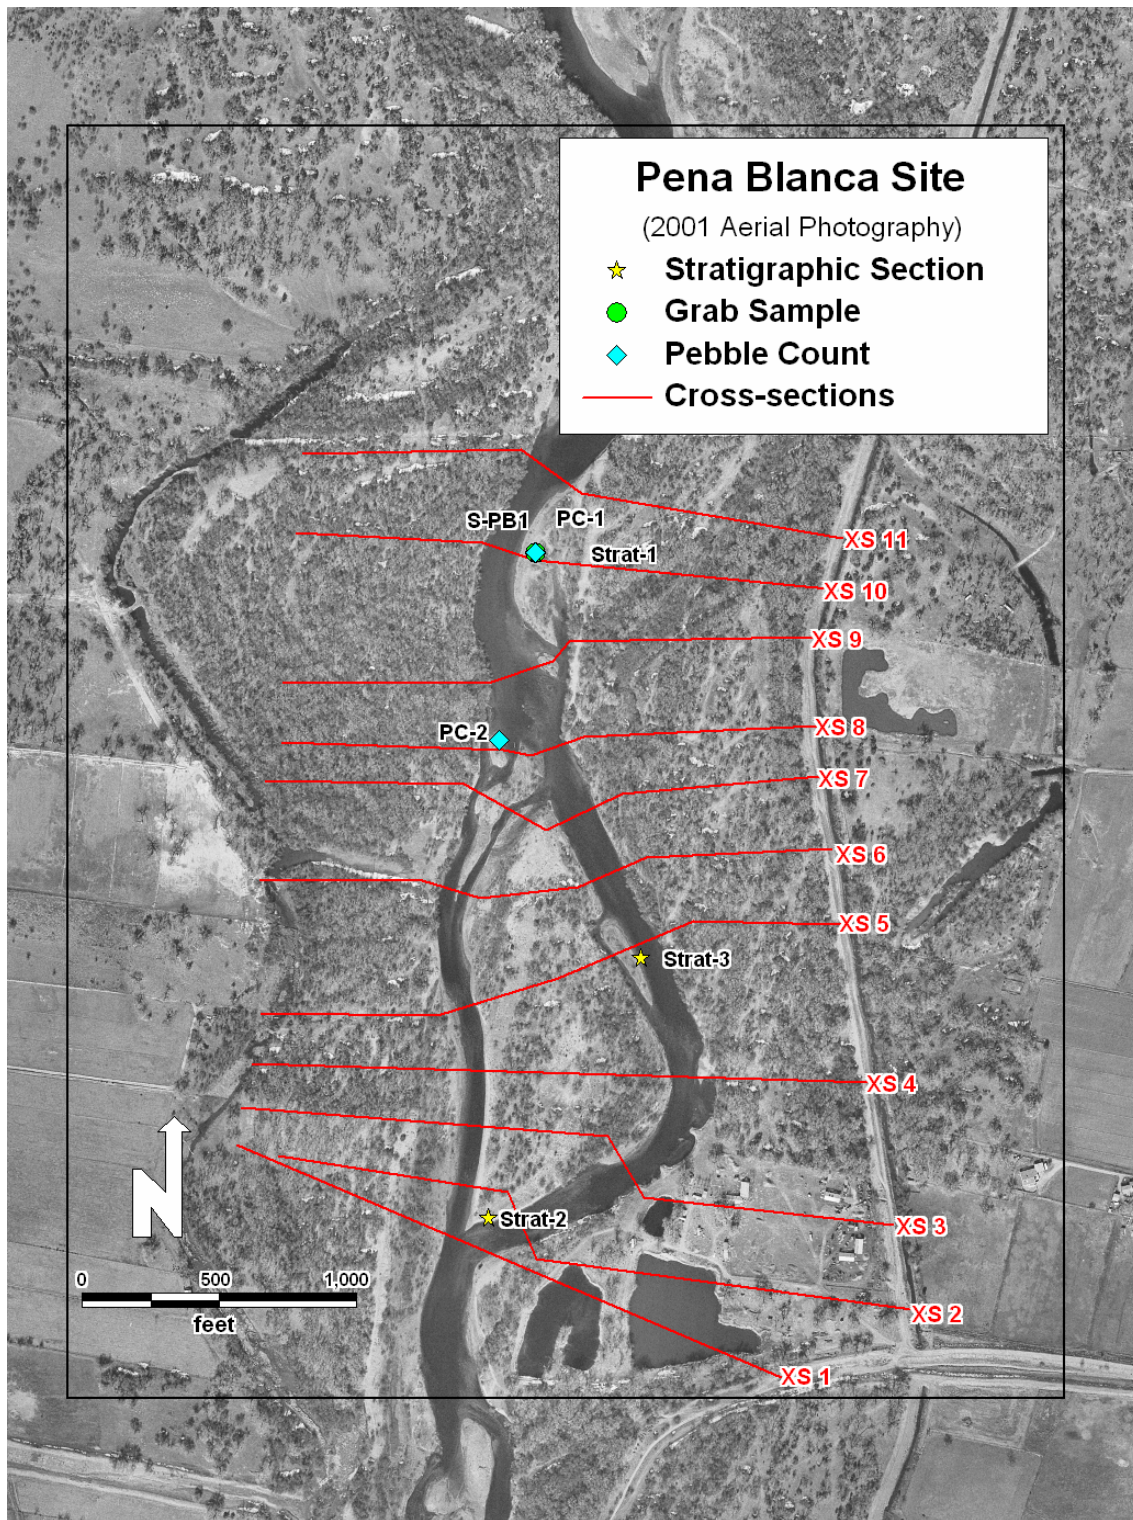 Pena Blanca Site
(2001 Aerial Photography)
Stratigraphic Section
Grab Sample
Pebble Count
Cross-sections
S-PB1
PC-1
Strat-1
XS 11
XS 10
XS 9
PC-2
XS 8
XS 7
XS 6
XS 5
Strat-3
XS 4
N
Strat-2
XS 3
0 500 1,000
feet
XS 2
XS 1